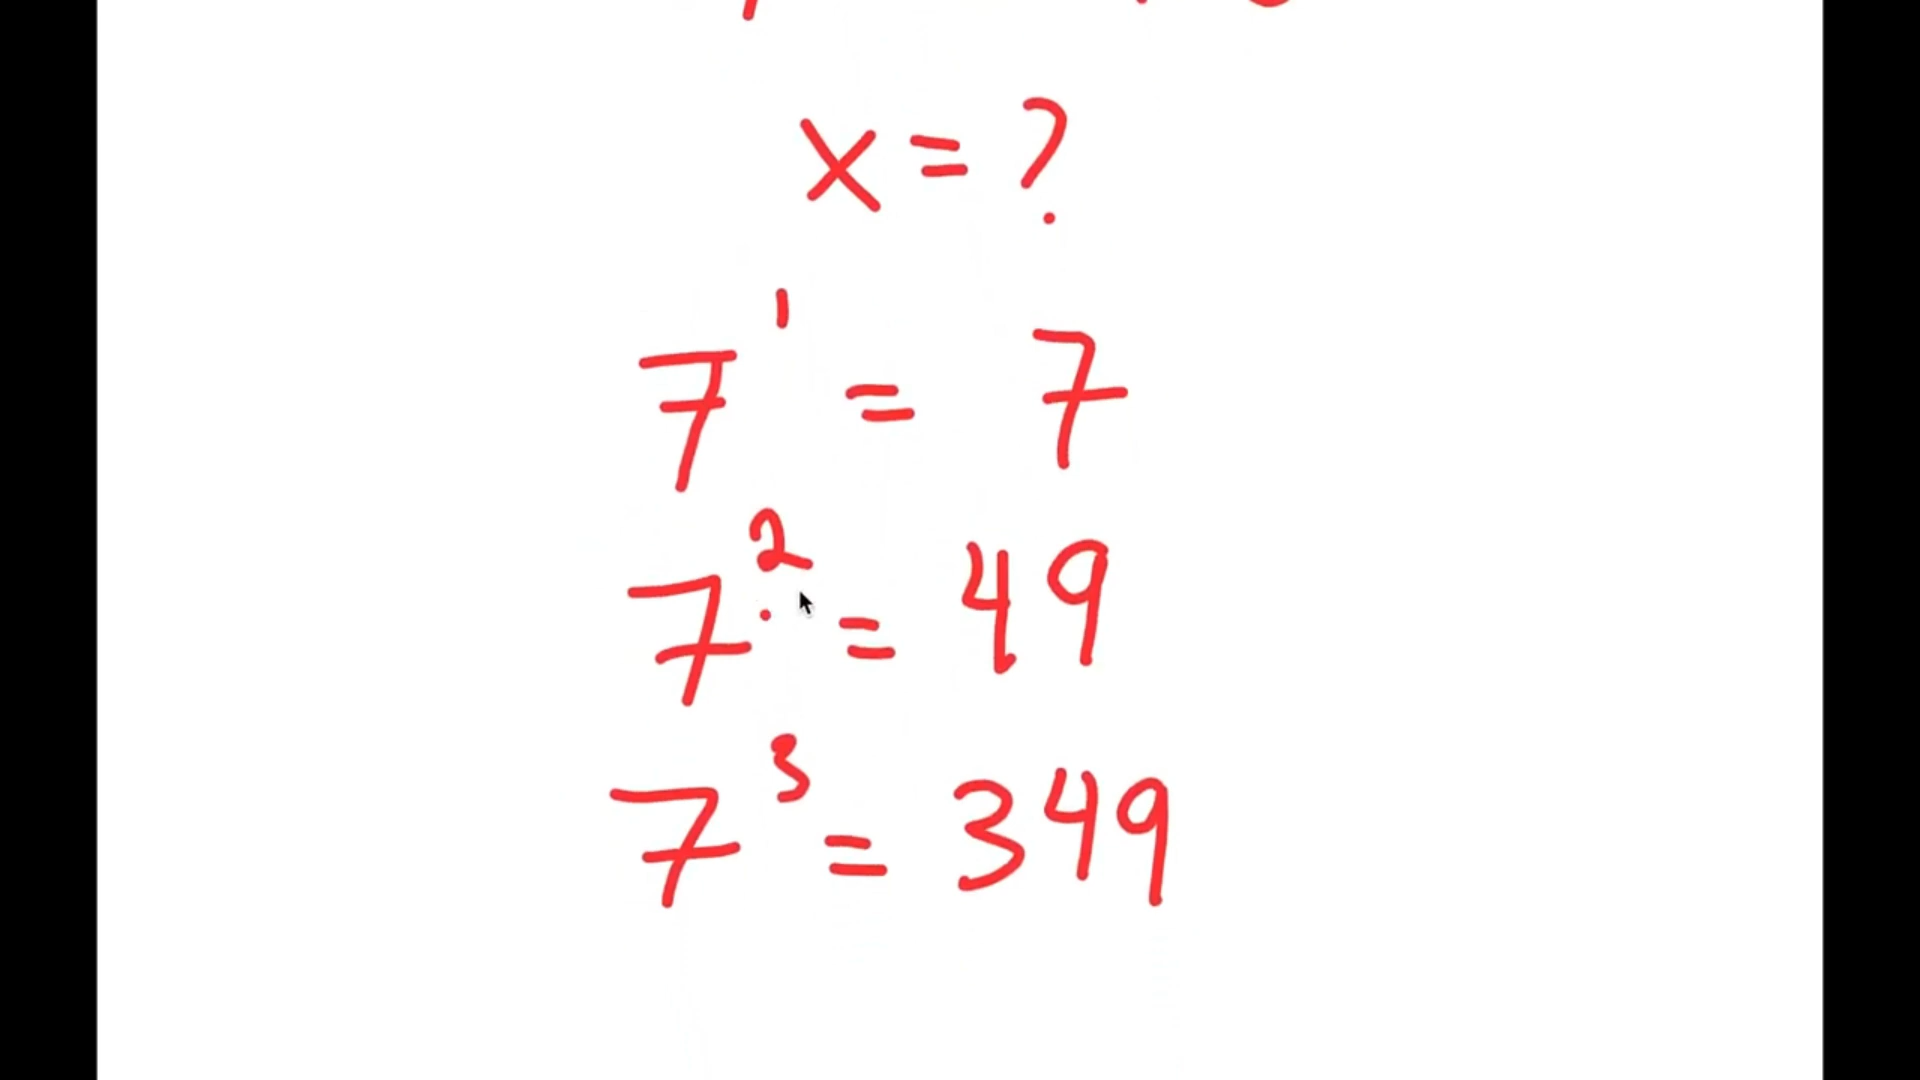 x = ?
7¹ = 7
7² = 49
7³ = 349